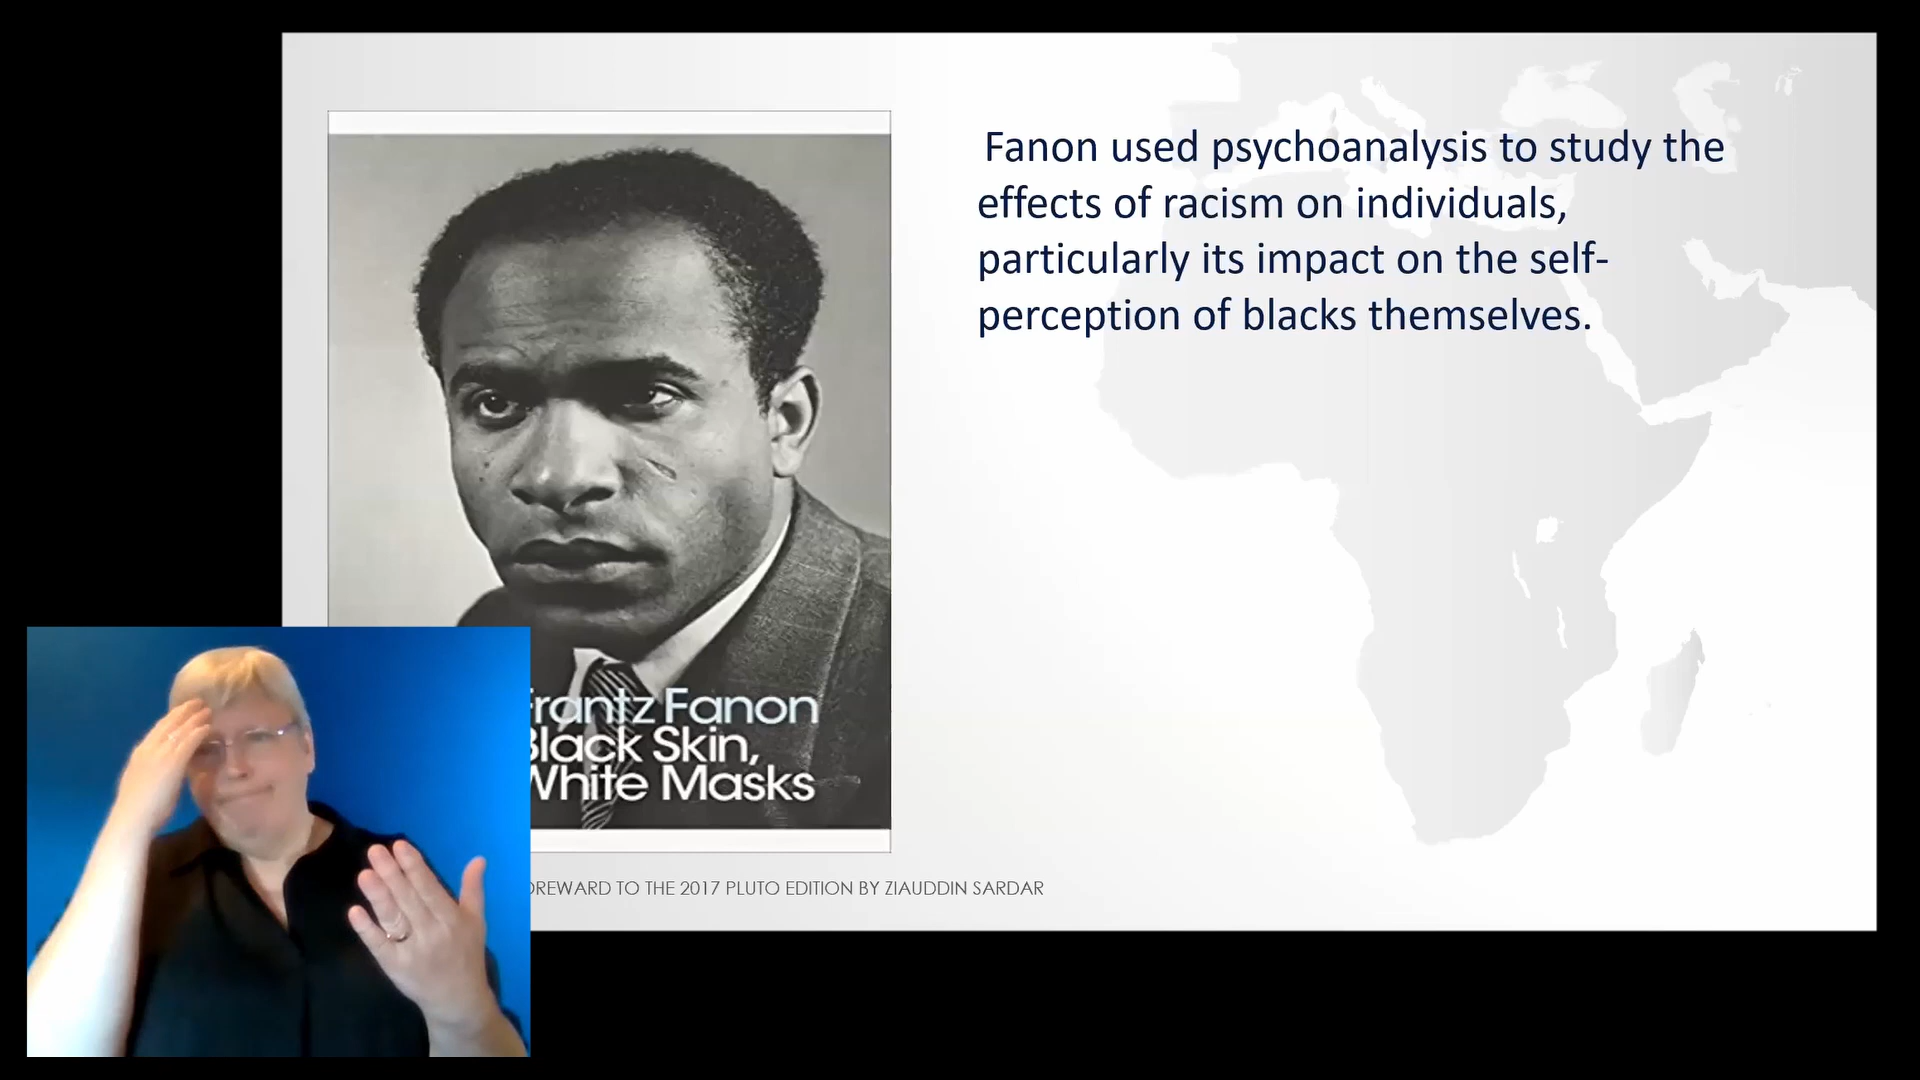 Fanon used psychoanalysis to study the
effects of racism on individuals,
particularly its impact on the self-
perception of blacks themselves.
Frantz Fanon
Black Skin,
White Masks
OREWARD TO THE 2017 PLUTO EDITION BY ZIAUDDIN SARDAR